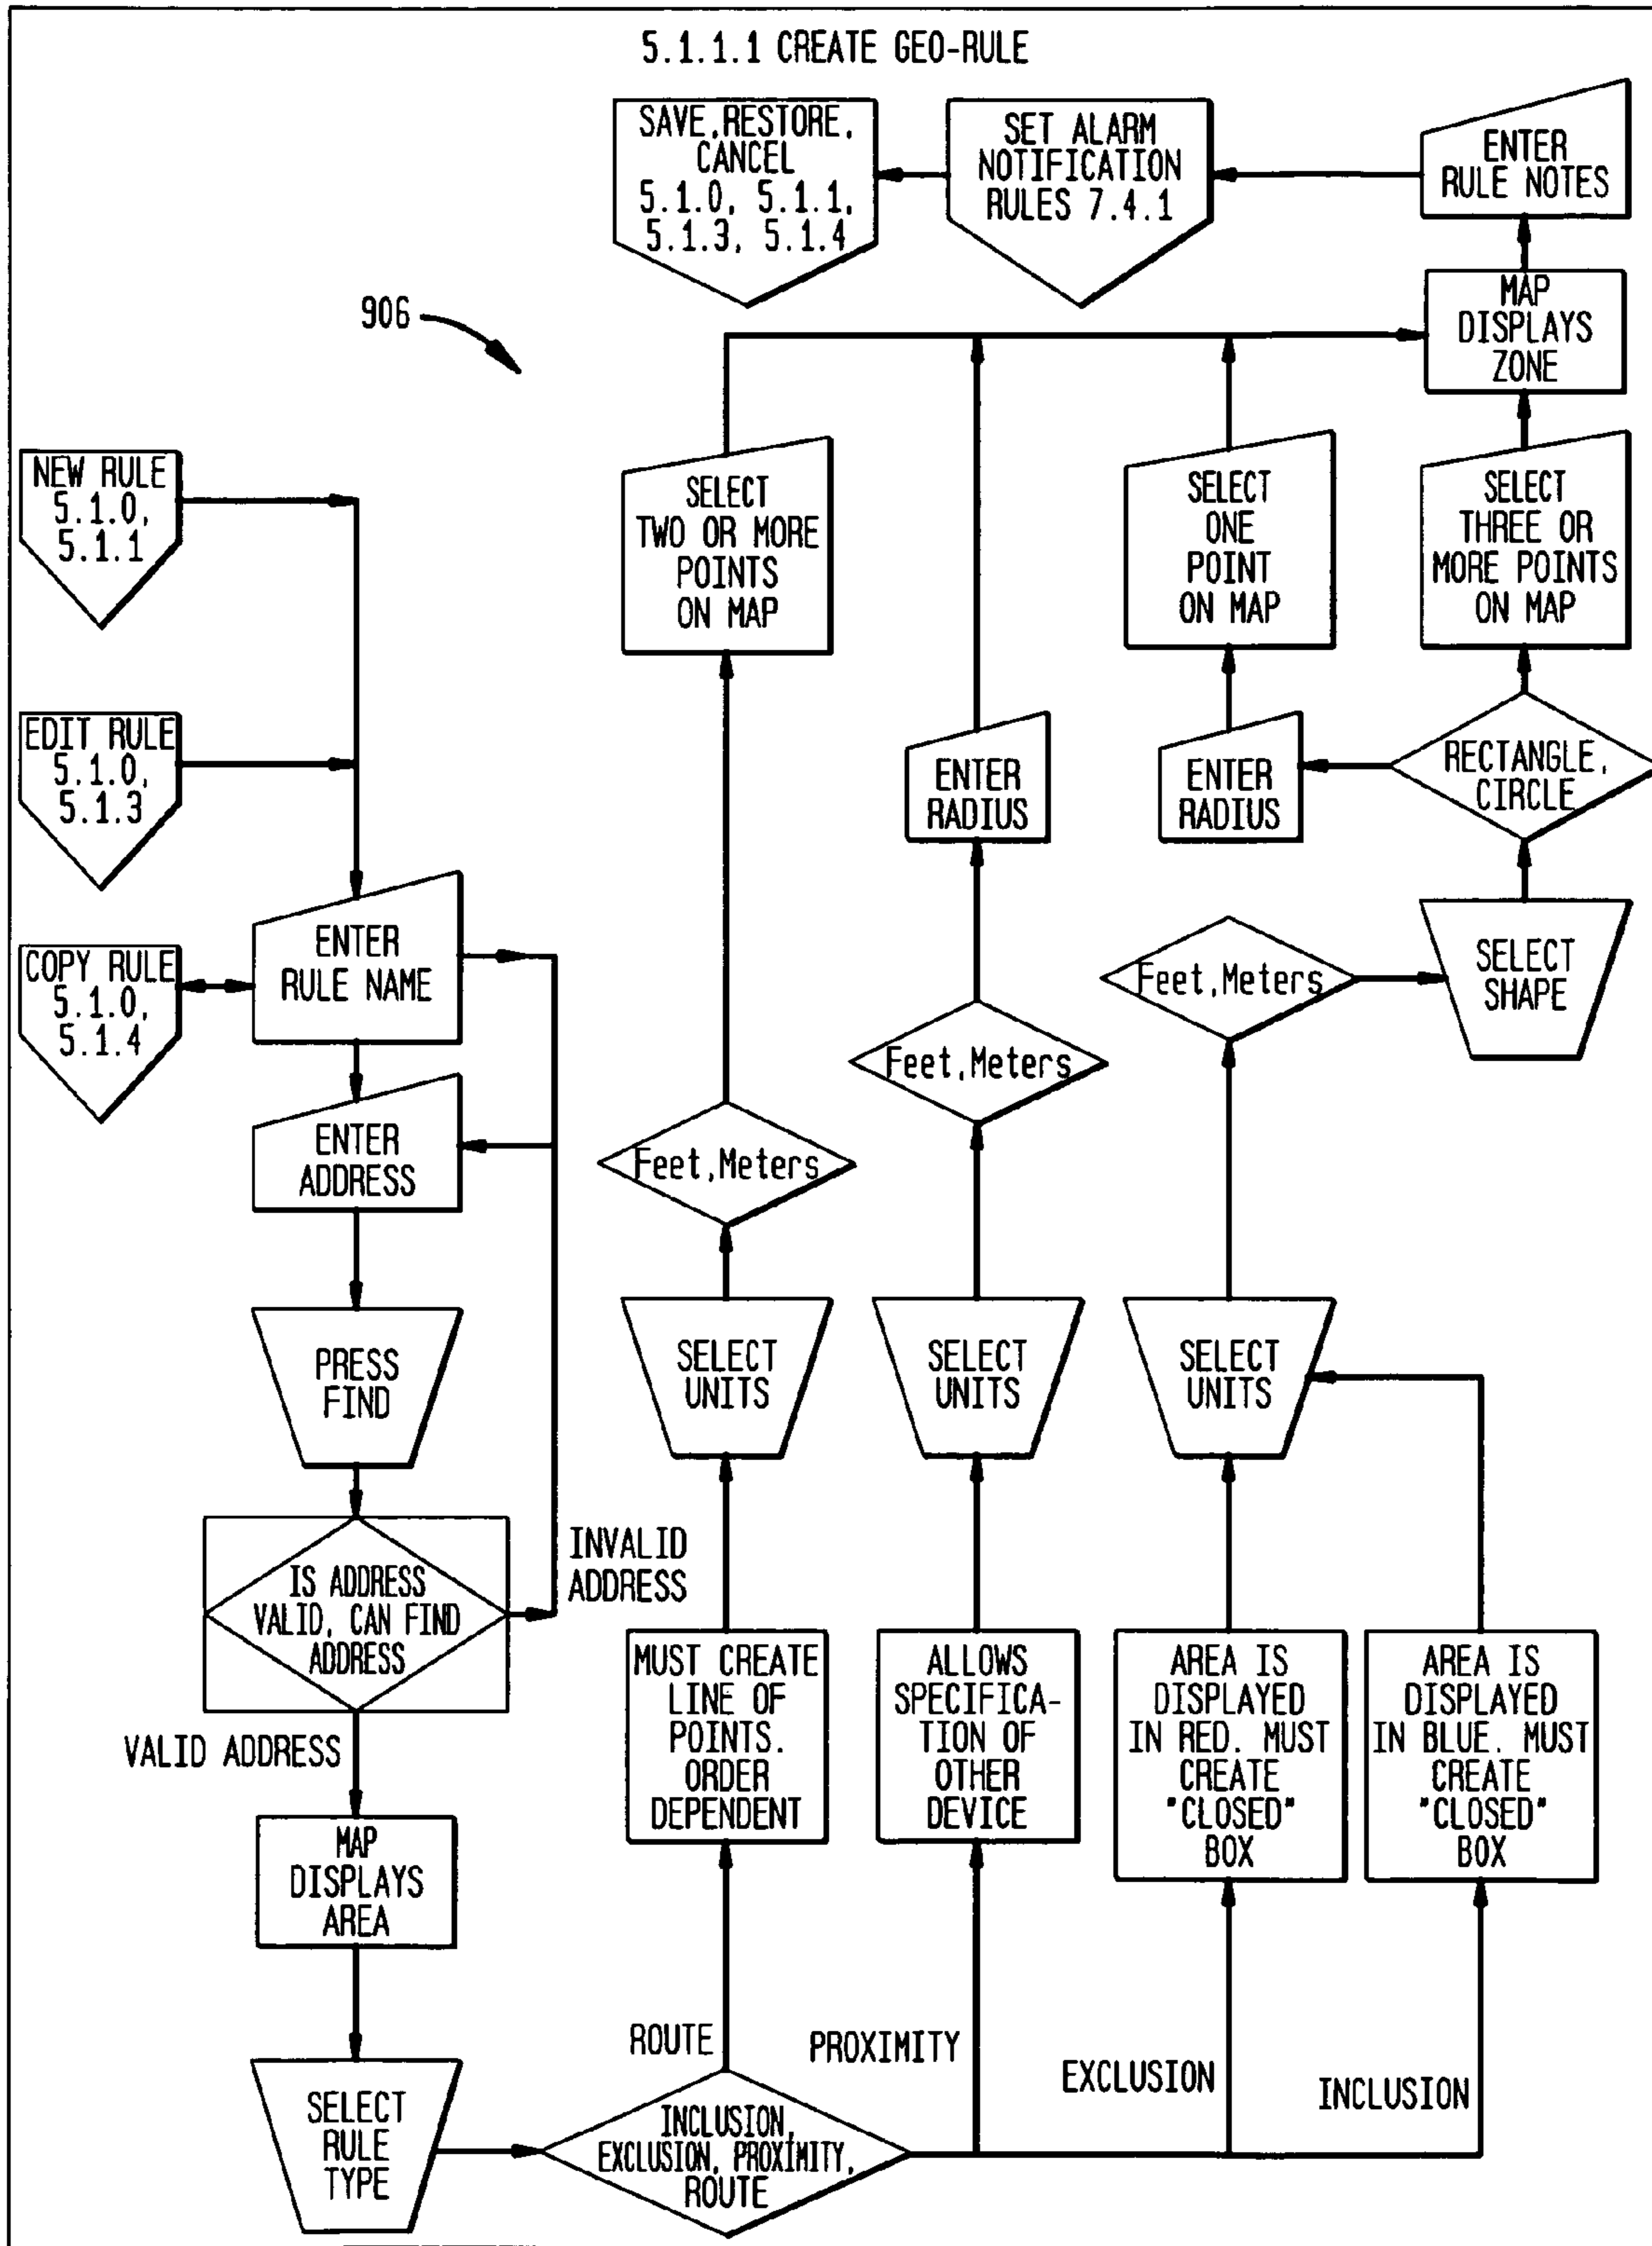 5.1.1.1 CREATE GEO-RULE
SAVE,RESTORE,
CANCEL
5.1.0, 5.1.1,
5.1.3, 5.1.4
SET ALARM
NOTIFICATION
RULES 7.4.1
ENTER
RULE NOTES
906
MAP
DISPLAYS
ZONE
NEW RULE
5.1.0,
5.1.1
SELECT
TWO OR MORE
POINTS
ON MAP
SELECT
ONE
POINT
ON MAP
SELECT
THREE OR
MORE POINTS
ON MAP
EDIT RULE
5.1.0,
5.1.3
ENTER
RADIUS
ENTER
RADIUS
RECTANGLE,
CIRCLE
COPY RULE
5.1.0,
5.1.4
ENTER
RULE NAME
Feet,Meters
SELECT
SHAPE
Feet,Meters
ENTER
ADDRESS
Feet,Meters
PRESS
FIND
SELECT
UNITS
SELECT
UNITS
SELECT
UNITS
IS ADDRESS
VALID, CAN FIND
ADDRESS
INVALID
ADDRESS
VALID ADDRESS
MUST CREATE
LINE OF
POINTS.
ORDER
DEPENDENT
ALLOWS
SPECIFICA-
TION OF
OTHER
DEVICE
AREA IS
DISPLAYED
IN RED. MUST
CREATE
"CLOSED"
BOX
AREA IS
DISPLAYED
IN BLUE. MUST
CREATE
"CLOSED"
BOX
MAP
DISPLAYS
AREA
SELECT
RULE
TYPE
INCLUSION,
EXCLUSION, PROXIMITY,
ROUTE
ROUTE
PROXIMITY
EXCLUSION
INCLUSION